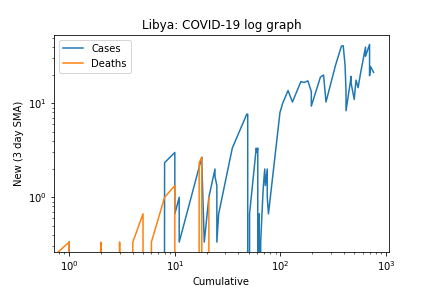 Libya: COVID-19 log graph
Cases
Deaths
New (3 day SMA)
10¹
10⁰
10⁰
10¹
10²
10³
Cumulative